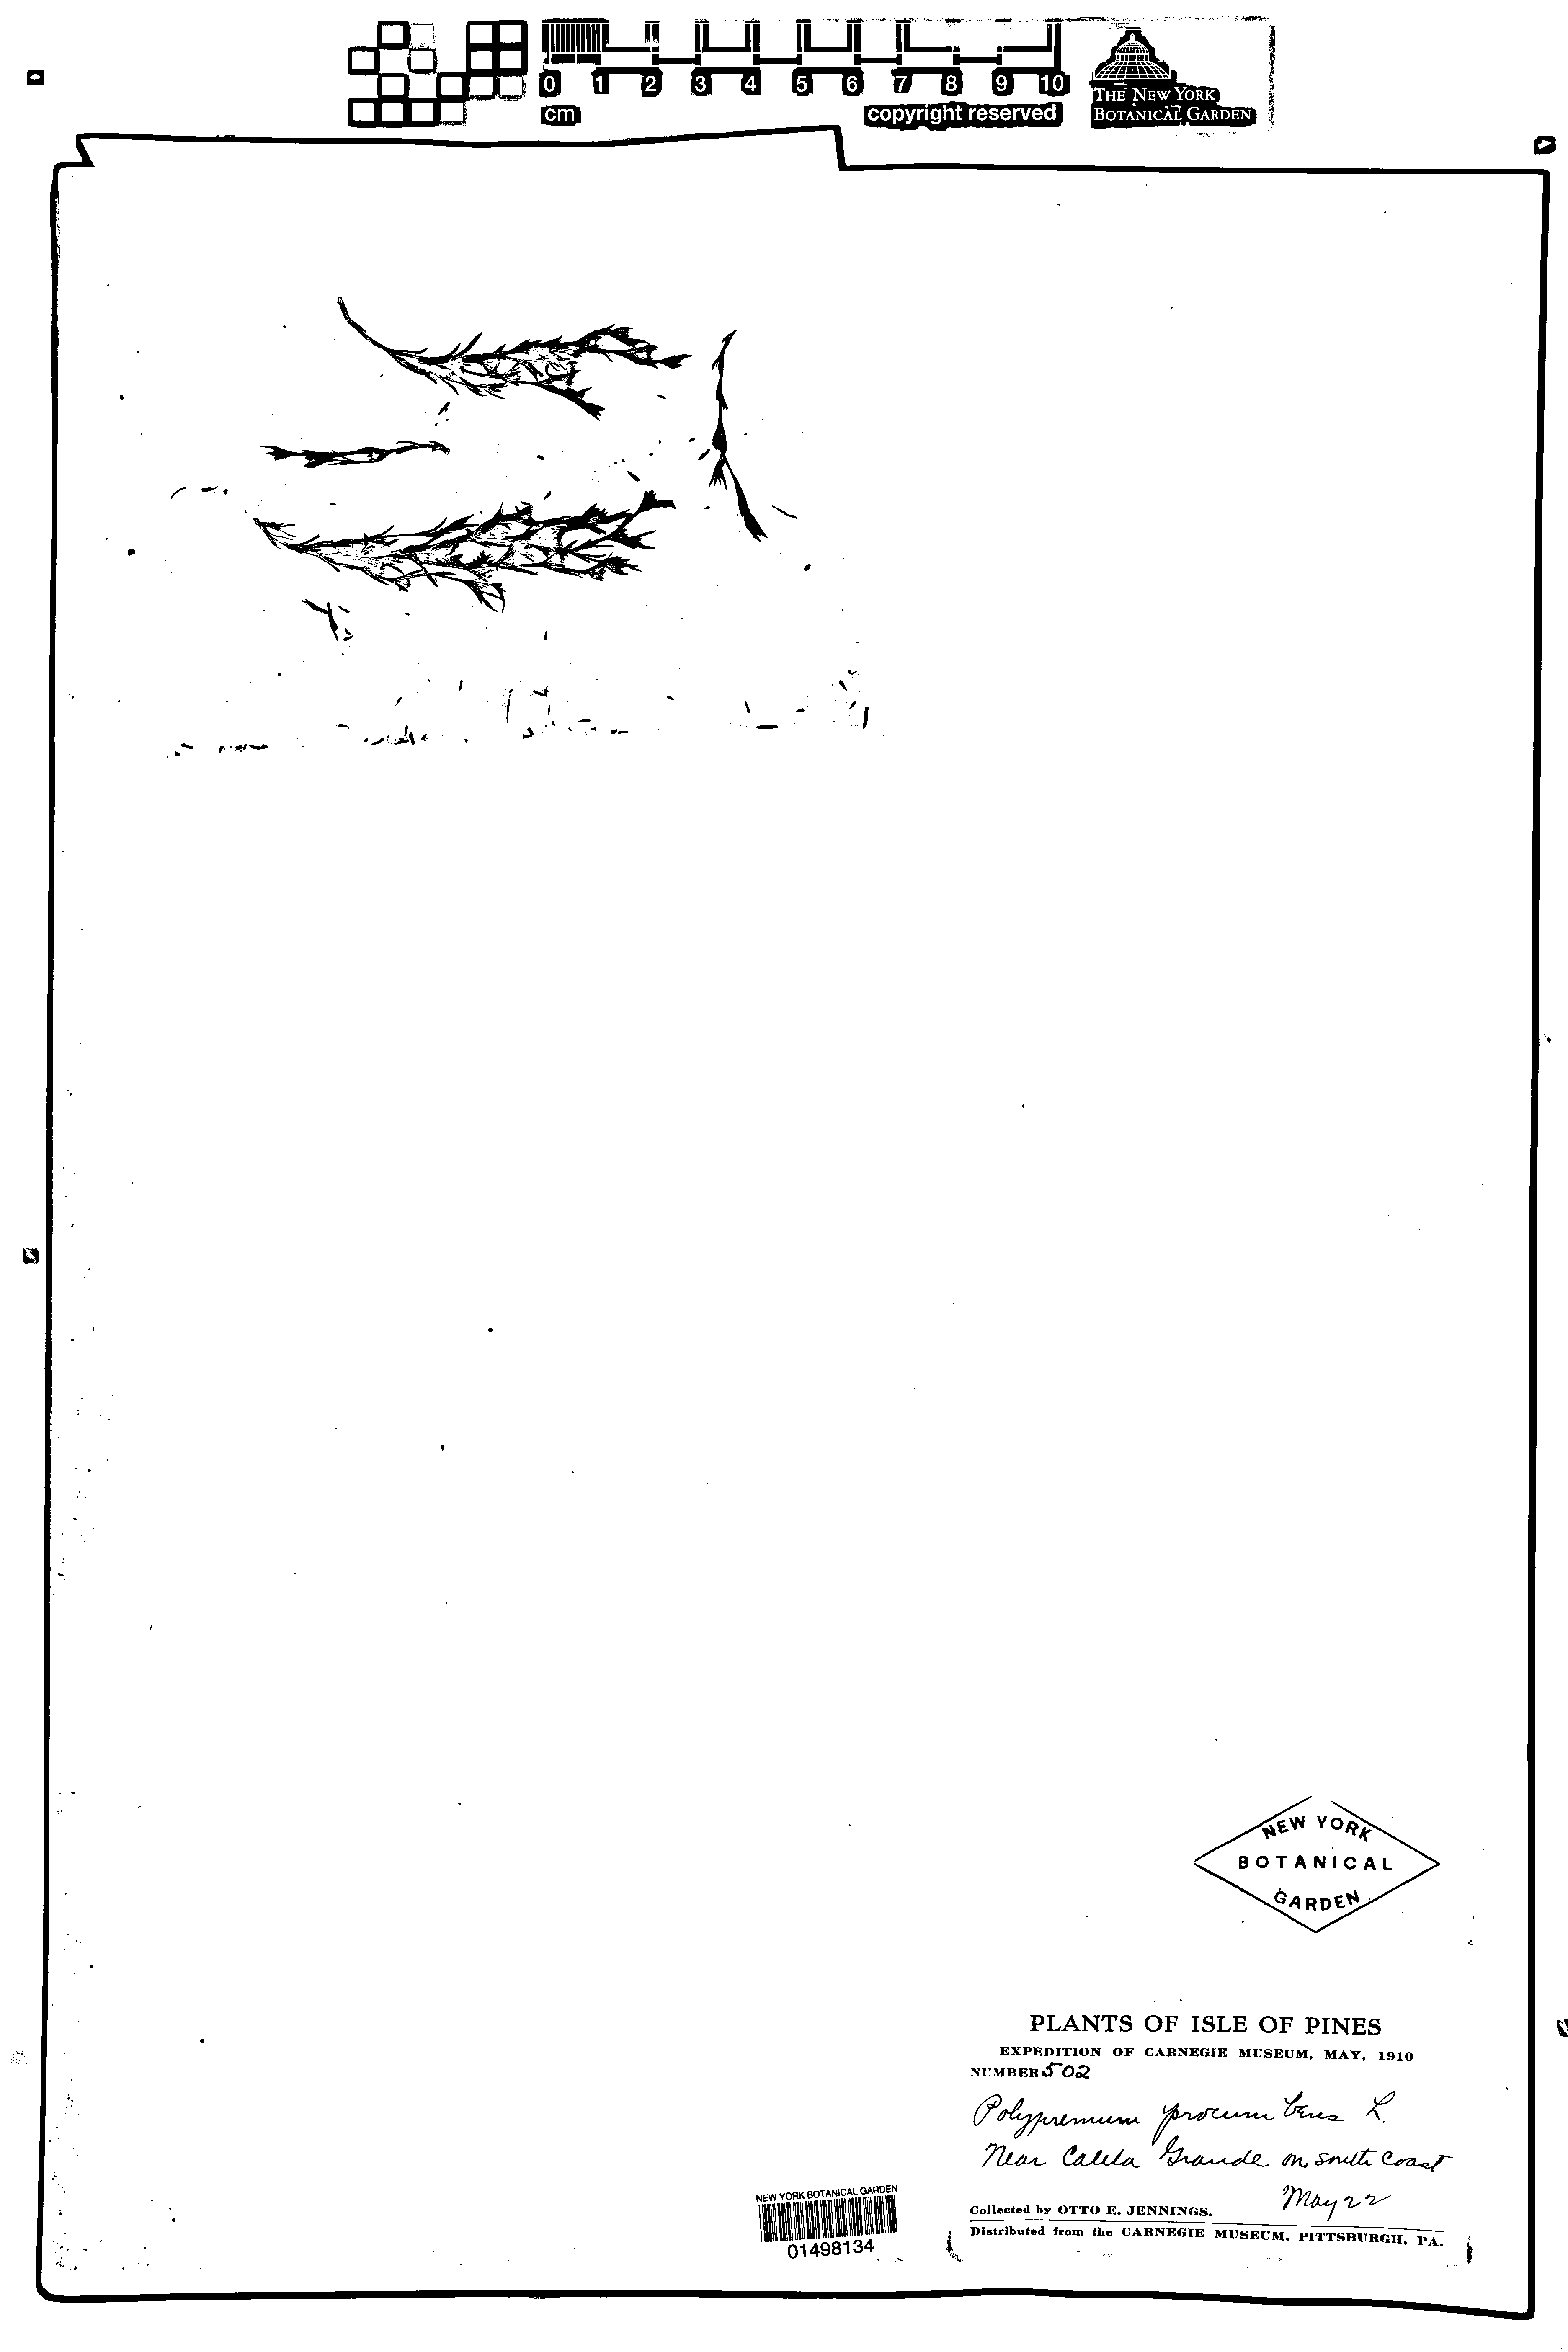 0 1 2 3 4 5 6 7 8 9 10
cm copyright reserved
THE NEW YORK
BOTANICAL GARDEN
NEW YORK
BOTANICAL
GARDEN
PLANTS OF ISLE OF PINES
EXPEDITION OF CARNEGIE MUSEUM, MAY, 1910
NUMBER 502
Polypremum procumbens L.
Near Caleta Grande on south coast
May 22
Collected by OTTO E. JENNINGS.
Distributed from the CARNEGIE MUSEUM, PITTSBURGH, PA.
NEW YORK BOTANICAL GARDEN
01498134